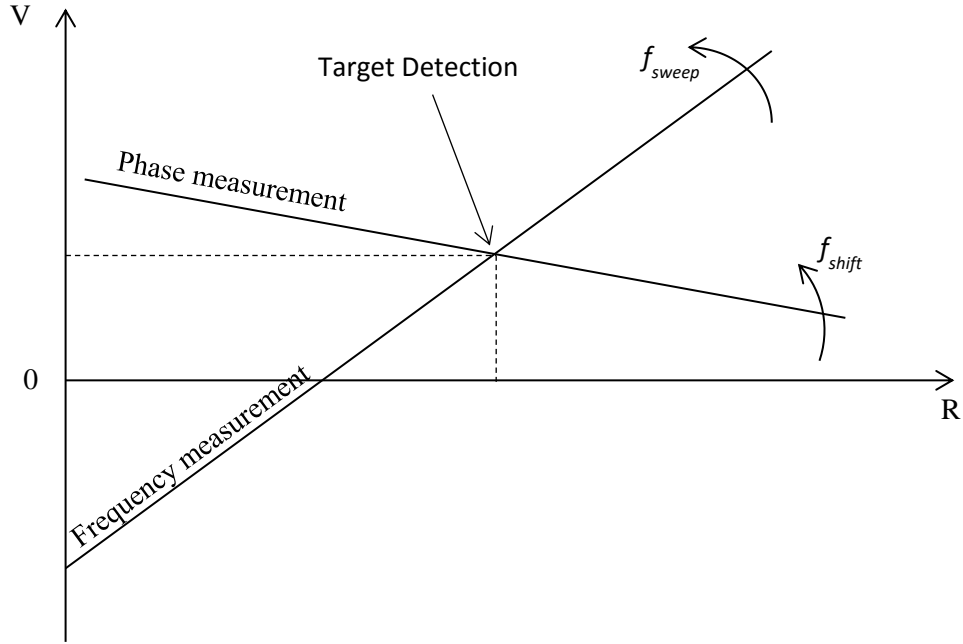 V
f_sweep
Target Detection
Phase measurement
f_shift
0
R
Frequency measurement